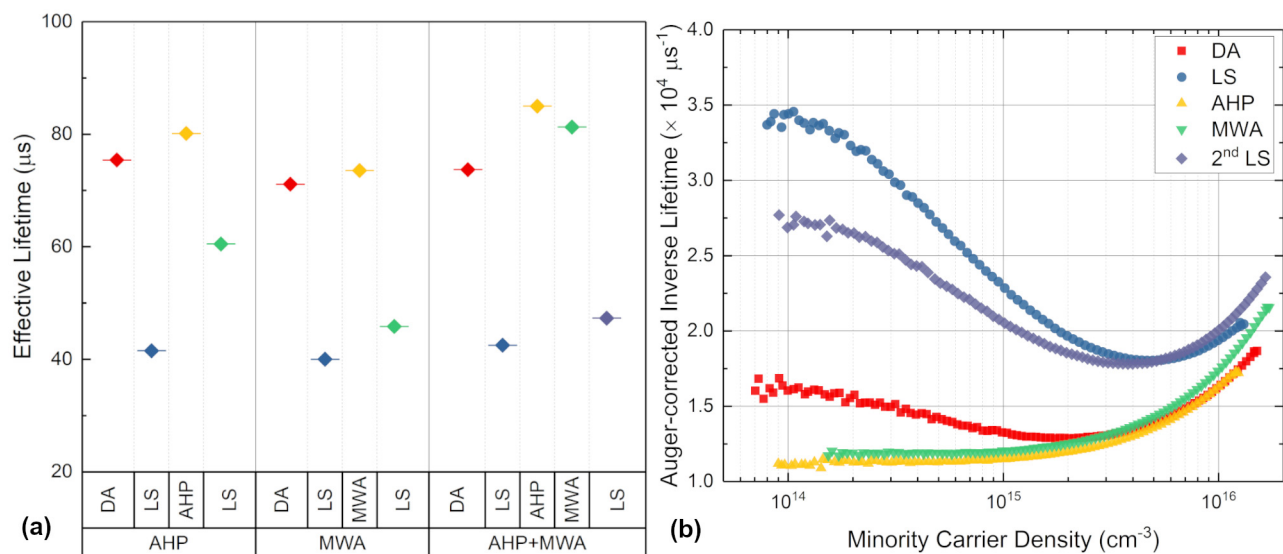 Effective Lifetime (μs)
100
80
60
40
20
DA
LS
AHP
LS
DA
LS
MWA
LS
DA
LS
AHP
MWA
LS
AHP
MWA
AHP+MWA
(a)
Auger-corrected Inverse Lifetime (× 10⁴ μs⁻¹)
4.0
3.5
3.0
2.5
2.0
1.5
1.0
DA
LS
AHP
MWA
2ⁿᵈ LS
10¹⁴
10¹⁵
10¹⁶
(b)
Minority Carrier Density (cm⁻³)